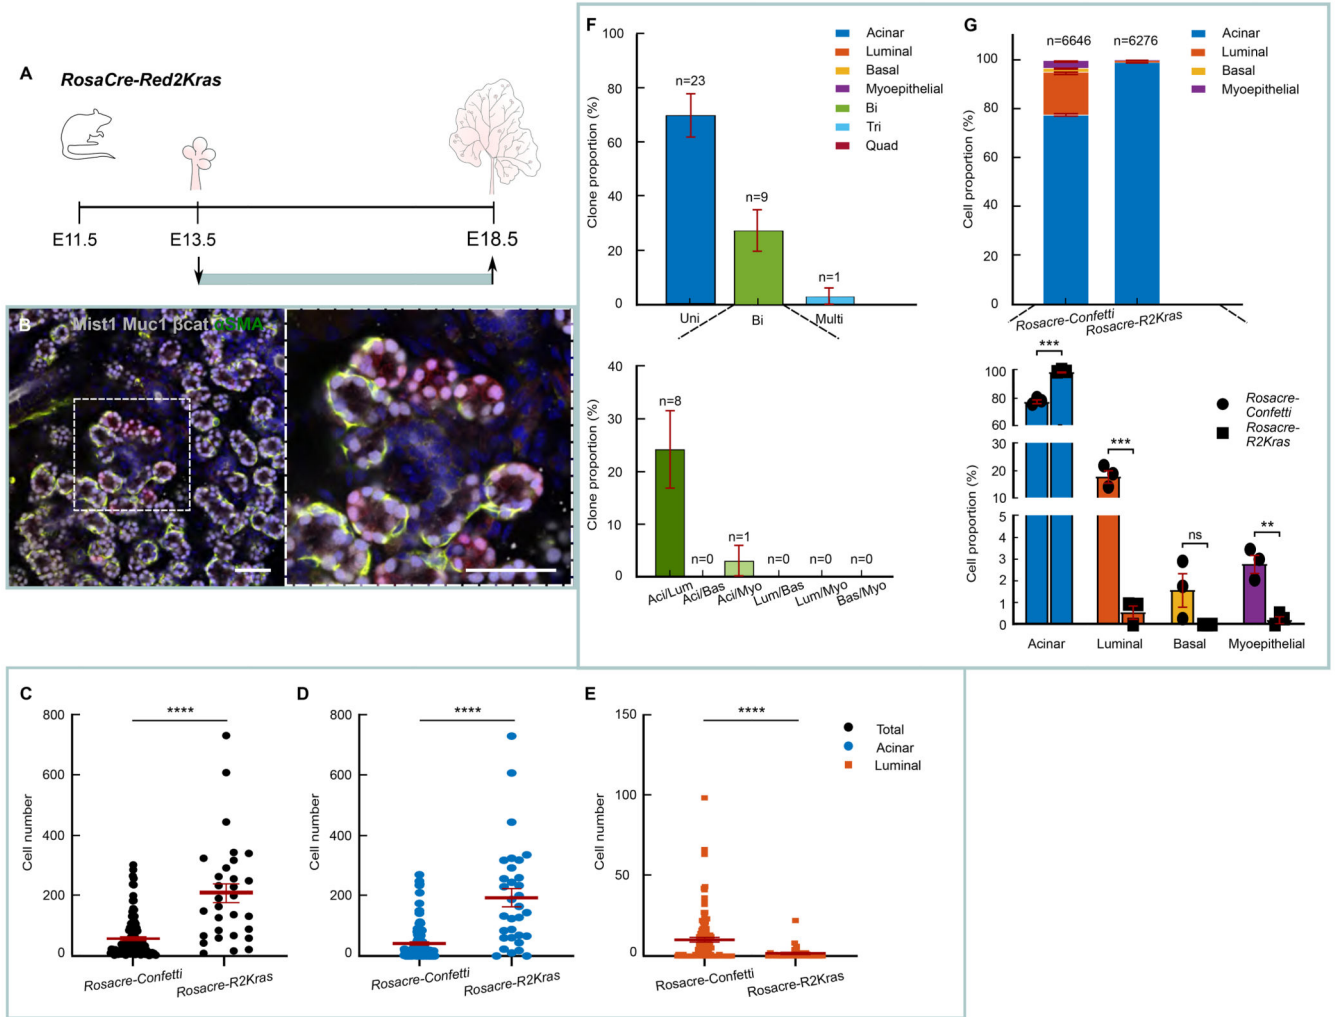 A
RosaCre-Red2Kras
E11.5
E13.5
E18.5
B
Mist1 Muc1 βcat αSMA
C
Cell number
800
600
400
200
0
****
Rosacre-Confetti
Rosacre-R2Kras
D
Cell number
800
600
400
200
0
****
Rosacre-Confetti
Rosacre-R2Kras
E
Cell number
150
100
50
0
****
Rosacre-Confetti
Rosacre-R2Kras
Total
Acinar
Luminal
F
Clone proportion (%)
100
80
60
40
20
0
n=23
n=9
n=1
Uni
Bi
Multi
Acinar
Luminal
Basal
Myoepithelial
Bi
Tri
Quad
Clone proportion (%)
40
30
20
10
0
n=8
n=0
n=1
n=0
n=0
n=0
Aci/Lum
Aci/Bas
Aci/Myo
Lum/Bas
Lum/Myo
Bas/Myo
G
Cell proportion (%)
100
80
60
40
20
0
n=6646
n=6276
Rosacre-Confetti
Rosacre-R2Kras
Acinar
Luminal
Basal
Myoepithelial
Cell proportion (%)
100
80
60
30
20
10
5
3
2
1
0
***
***
ns
**
Acinar
Luminal
Basal
Myoepithelial
Rosacre-
Confetti
Rosacre-
R2Kras